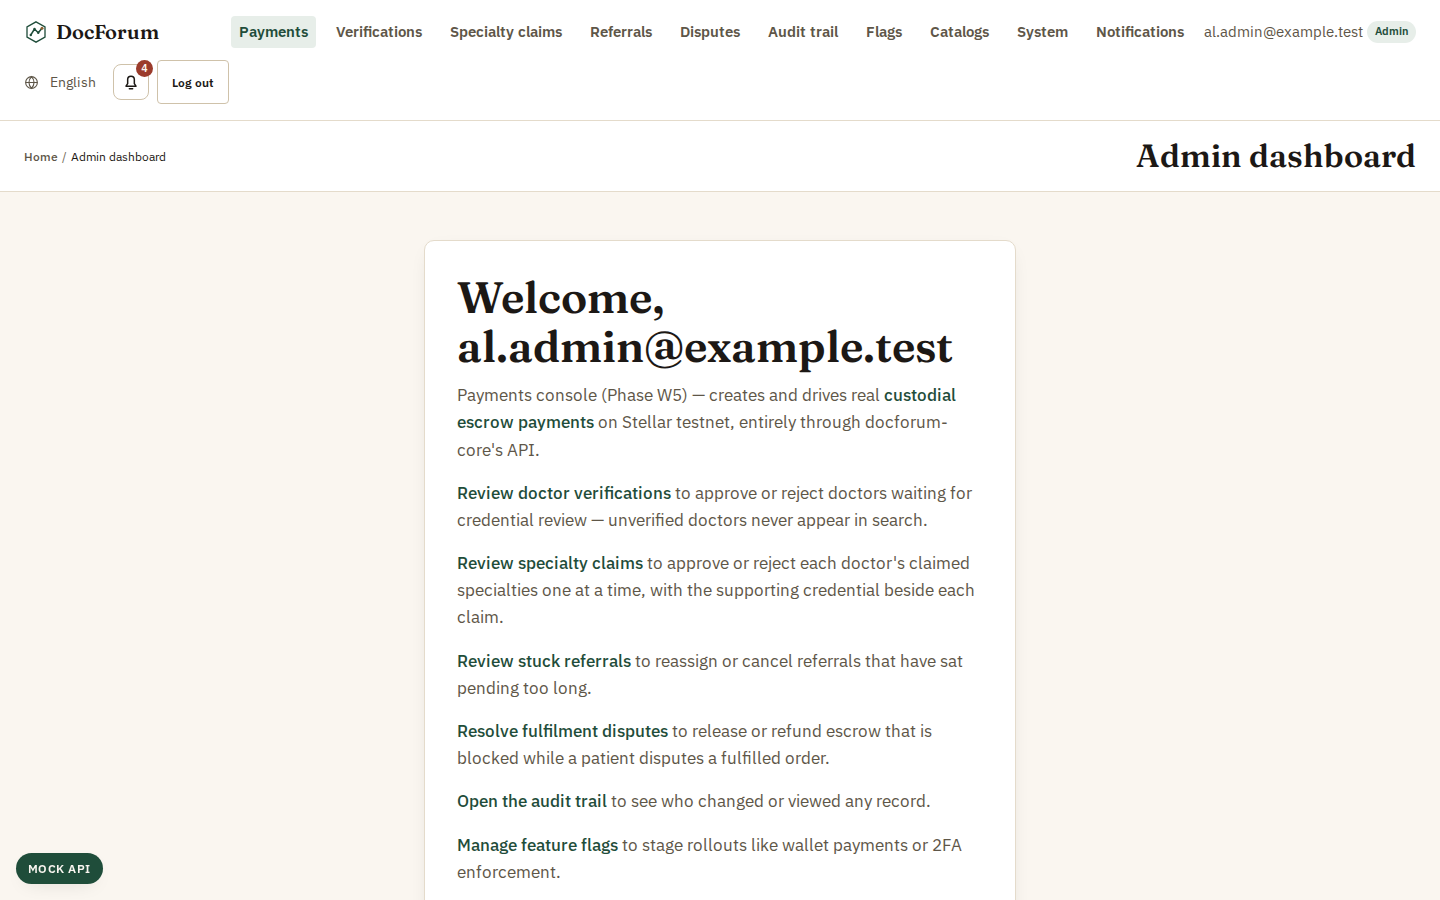 DocForum
Payments
Verifications
Specialty claims
Referrals
Disputes
Audit trail
Flags
Catalogs
System
Notifications
al.admin@example.test
Admin
English
4
Log out
Home / Admin dashboard
Admin dashboard
Welcome,
al.admin@example.test
Payments console (Phase W5) — creates and drives real custodial
escrow payments on Stellar testnet, entirely through docforum-
core's API.
Review doctor verifications to approve or reject doctors waiting for
credential review — unverified doctors never appear in search.
Review specialty claims to approve or reject each doctor's claimed
specialties one at a time, with the supporting credential beside each
claim.
Review stuck referrals to reassign or cancel referrals that have sat
pending too long.
Resolve fulfilment disputes to release or refund escrow that is
blocked while a patient disputes a fulfilled order.
Open the audit trail to see who changed or viewed any record.
Manage feature flags to stage rollouts like wallet payments or 2FA
enforcement.
MOCK API